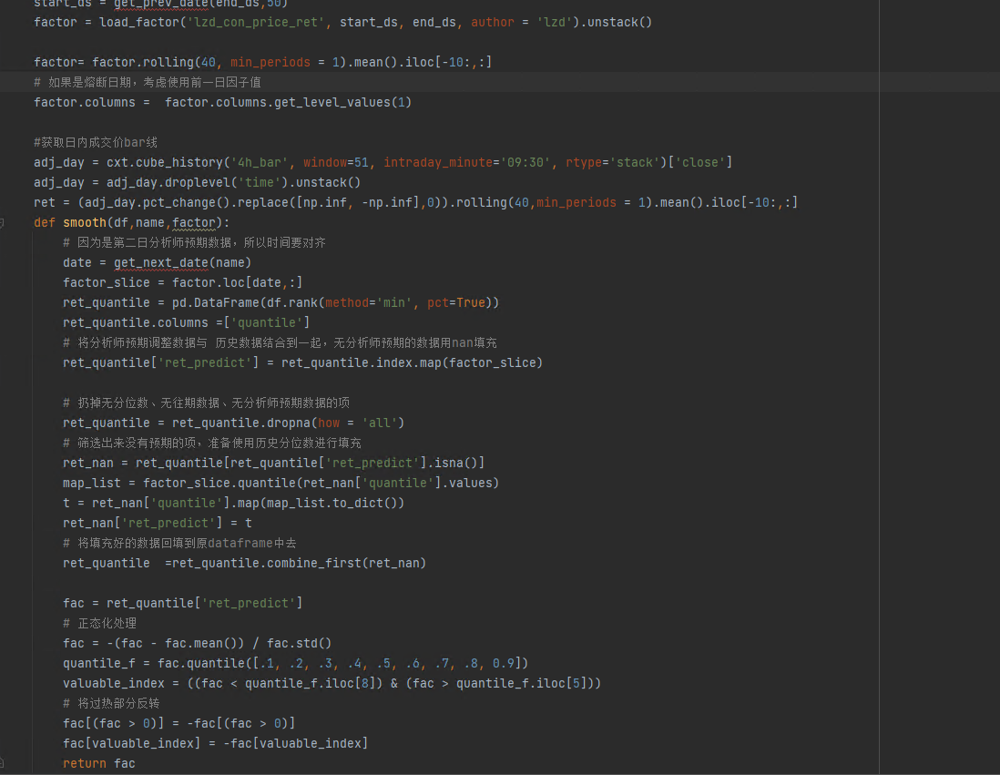 start_ds = get_prev_date(end_ds,50)
factor = load_factor('lzd_con_price_ret', start_ds, end_ds, author = 'lzd').unstack()
factor= factor.rolling(40, min_periods = 1).mean().iloc[-10:,:]
# 如果是熔断日期，考虑使用前一日因子值
factor.columns =  factor.columns.get_level_values(1)
#获取日内成交价bar线
adj_day = cxt.cube_history('4h_bar', window=51, intraday_minute='09:30', rtype='stack')['close']
adj_day = adj_day.droplevel('time').unstack()
ret = (adj_day.pct_change().replace([np.inf, -np.inf],0)).rolling(40,min_periods = 1).mean().iloc[-10:,:]
def smooth(df,name,factor):
# 因为是第二日分析师预期数据，所以时间要对齐
date = get_next_date(name)
factor_slice = factor.loc[date,:]
ret_quantile = pd.DataFrame(df.rank(method='min', pct=True))
ret_quantile.columns =['quantile']
# 将分析师预期调整数据与 历史数据结合到一起，无分析师预期的数据用nan填充
ret_quantile['ret_predict'] = ret_quantile.index.map(factor_slice)
# 扔掉无分位数、无往期数据、无分析师预期数据的项
ret_quantile = ret_quantile.dropna(how = 'all')
# 筛选出来没有预期的项，准备使用历史分位数进行填充
ret_nan = ret_quantile[ret_quantile['ret_predict'].isna()]
map_list = factor_slice.quantile(ret_nan['quantile'].values)
t = ret_nan['quantile'].map(map_list.to_dict())
ret_nan['ret_predict'] = t
# 将填充好的数据回填到原dataframe中去
ret_quantile  =ret_quantile.combine_first(ret_nan)
fac = ret_quantile['ret_predict']
# 正态化处理
fac = -(fac - fac.mean()) / fac.std()
quantile_f = fac.quantile([.1, .2, .3, .4, .5, .6, .7, .8, 0.9])
valuable_index = ((fac < quantile_f.iloc[8]) & (fac > quantile_f.iloc[5]))
# 将过热部分反转
fac[(fac > 0)] = -fac[(fac > 0)]
fac[valuable_index] = -fac[valuable_index]
return fac